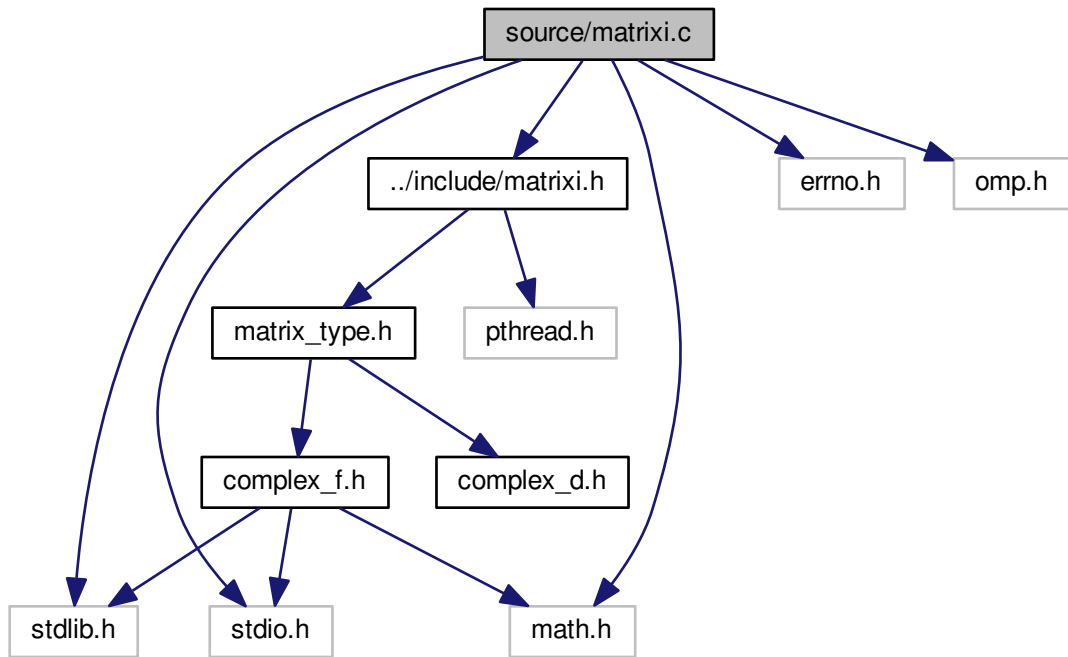 source/matrixi.c
../include/matrixi.h
errno.h
omp.h
matrix_type.h
pthread.h
complex_f.h
complex_d.h
stdlib.h
stdio.h
math.h